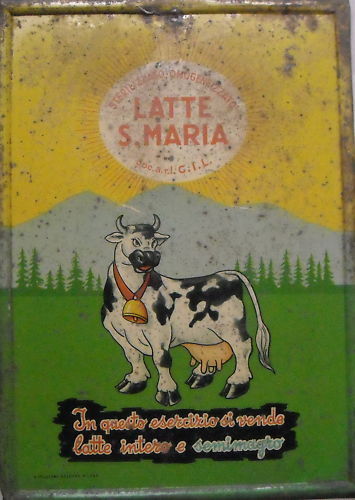 LATTE
S. MARIA
Soc. a r.l. G.I.L.
In questo esercizio si vende
latte intero e semimagro